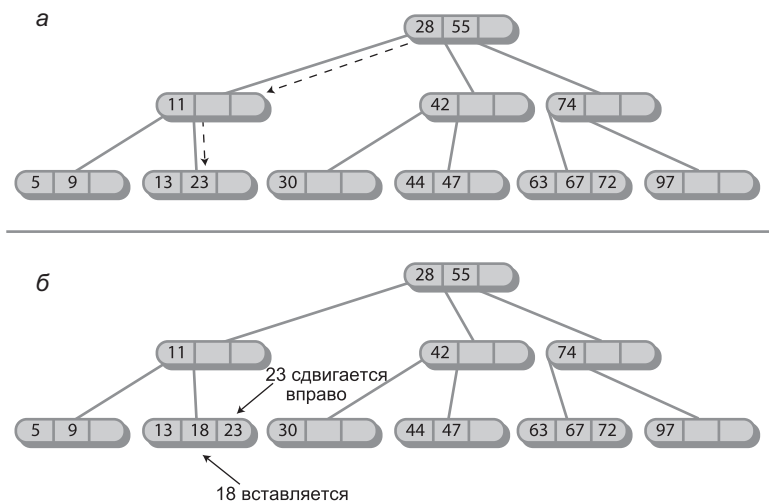 а
28 55
11 42 74
5 9 13 23 30 44 47 63 67 72 97
б
28 55
11 42 74
23 сдвигается
вправо
5 9 13 18 23 30 44 47 63 67 72 97
18 вставляется